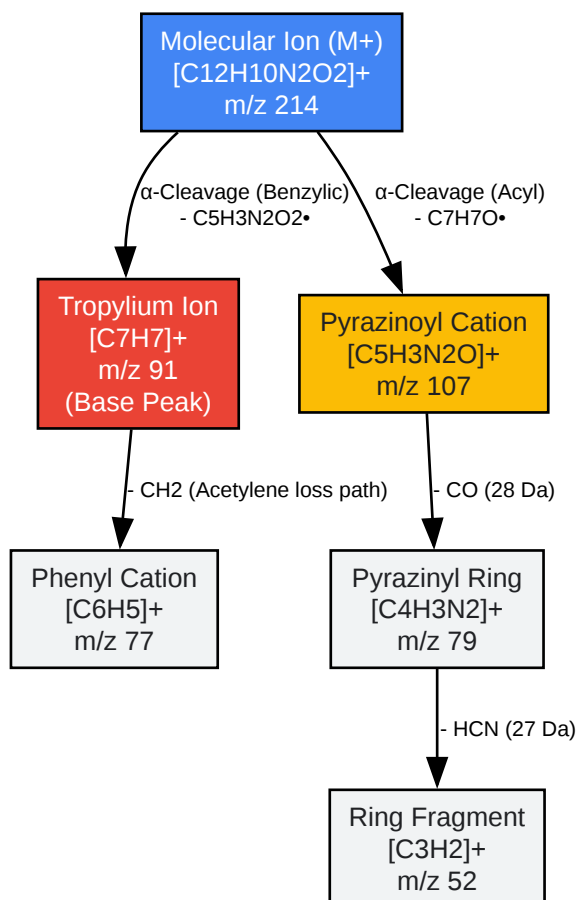 Molecular Ion (M+)
[C12H10N2O2]+
m/z 214
α-Cleavage (Benzylic)
- C5H3N2O2•
α-Cleavage (Acyl)
- C7H7O•
Tropylium Ion
[C7H7]+
m/z 91
(Base Peak)
Pyrazinoyl Cation
[C5H3N2O]+
m/z 107
- CH2 (Acetylene loss path)
- CO (28 Da)
Phenyl Cation
[C6H5]+
m/z 77
Pyrazinyl Ring
[C4H3N2]+
m/z 79
- HCN (27 Da)
Ring Fragment
[C3H2]+
m/z 52